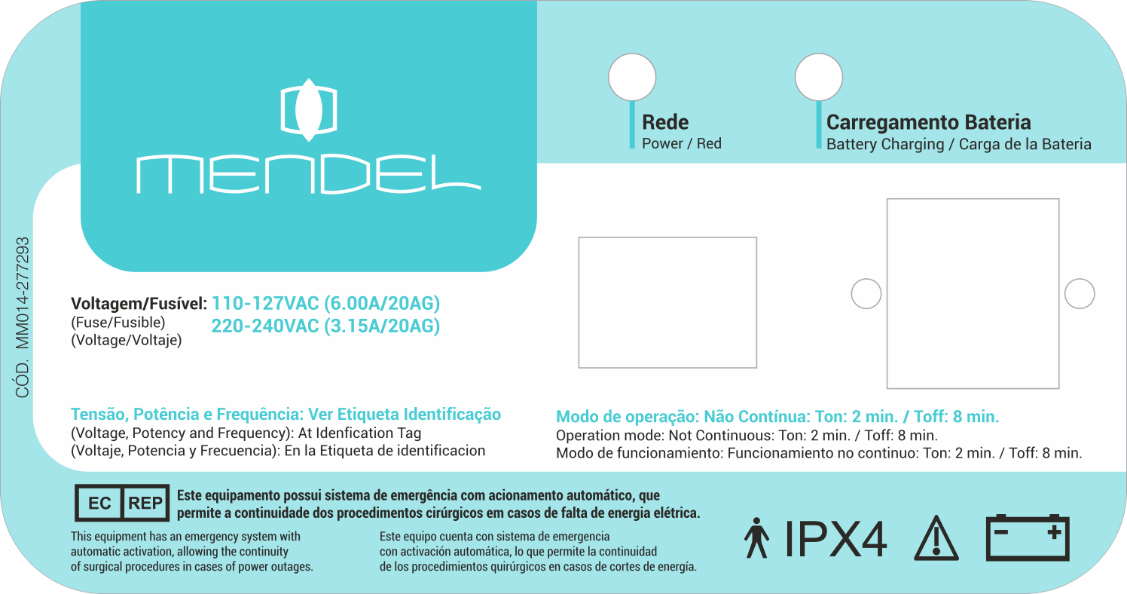 MENDEL
Rede
Power / Red
Carregamento Bateria
Battery Charging / Carga de la Bateria
CÓD. MM014-277293
Voltagem/Fusível: 110-127VAC (6.00A/20AG)
(Fuse/Fusible) 220-240VAC (3.15A/20AG)
(Voltage/Voltaje)
Tensão, Potência e Frequência: Ver Etiqueta Identificação
(Voltage, Potency and Frequency): At Idenfication Tag
(Voltaje, Potencia y Frecuencia): En la Etiqueta de identificacion
Modo de operação: Não Contínua: Ton: 2 min. / Toff: 8 min.
Operation mode: Not Continuous: Ton: 2 min. / Toff: 8 min.
Modo de funcionamiento: Funcionamiento no continuo: Ton: 2 min. / Toff: 8 min.
EC REP
Este equipamento possui sistema de emergência com acionamento automático, que
permite a continuidade dos procedimentos cirúrgicos em casos de falta de energia elétrica.
This equipment has an emergency system with
automatic activation, allowing the continuity
of surgical procedures in cases of power outages.
Este equipo cuenta con sistema de emergencia
con activación automática, lo que permite la continuidad
de los procedimientos quirúrgicos en casos de cortes de energía.
IPX4